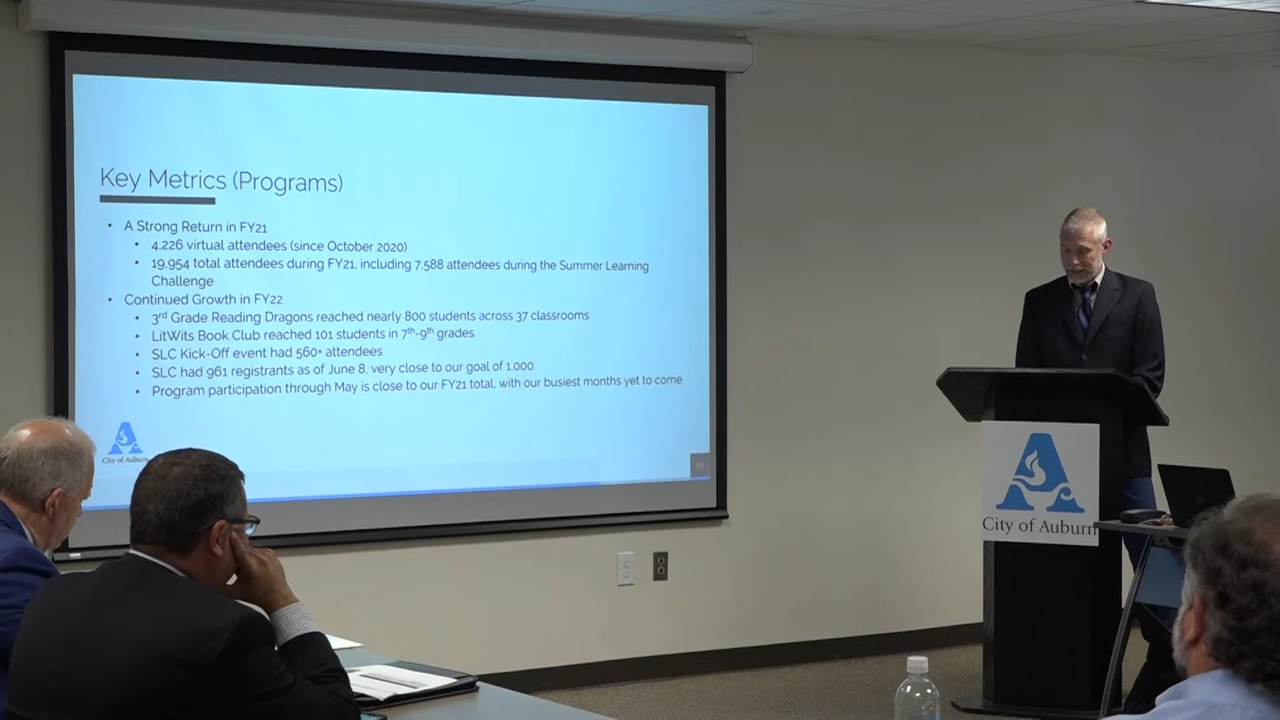 Key Metrics (Programs)
• A Strong Return in FY21
• 4,226 virtual attendees (since October 2020)
• 19,954 total attendees during FY21, including 7,588 attendees during the Summer Learning
Challenge
• Continued Growth in FY22
• 3rd Grade Reading Dragons reached nearly 800 students across 37 classrooms
• LitWits Book Club reached 101 students in 7th-9th grades
• SLC Kick-Off event had 560+ attendees
• SLC had 961 registrants as of June 8, very close to our goal of 1,000
• Program participation through May is close to our FY21 total, with our busiest months yet to come.
City of Auburn
City of Auburn